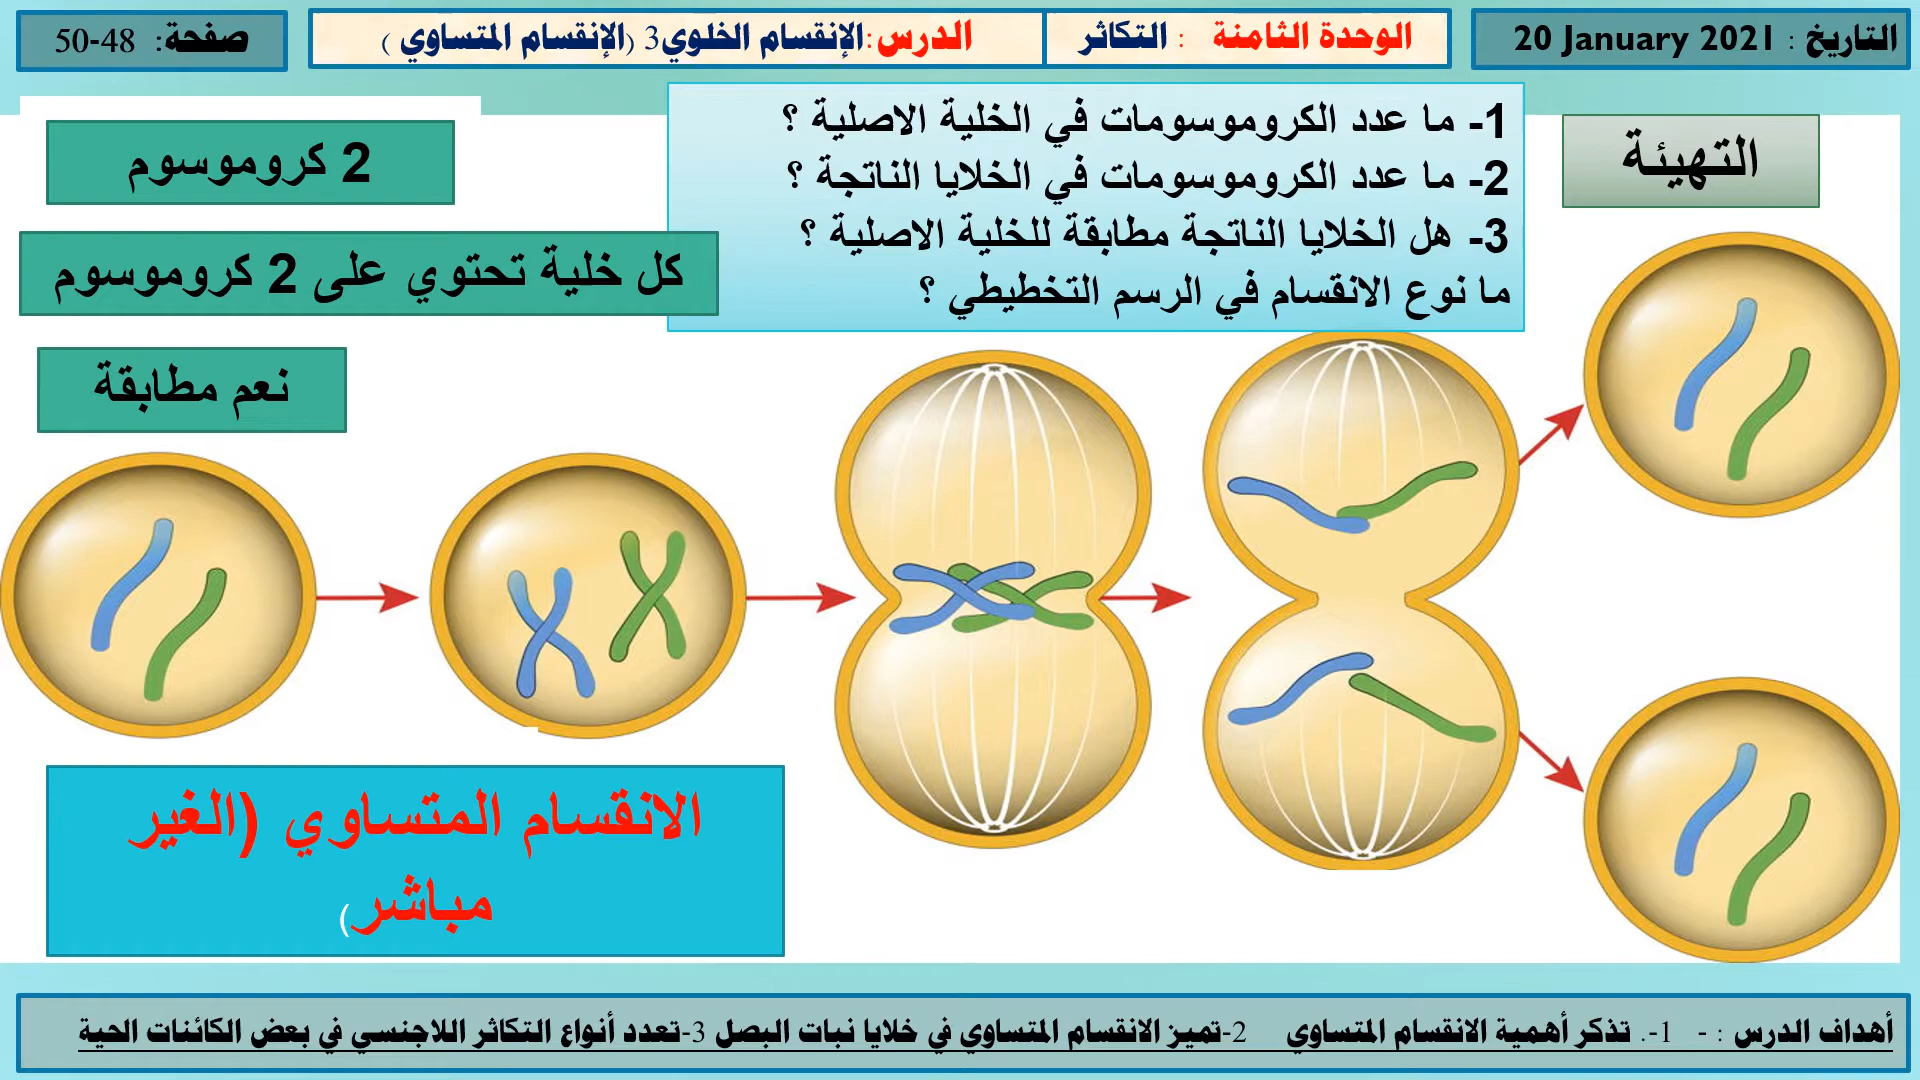 التاريخ : 20 January 2021
الوحدة الثامنة : التكاثر
الدرس:الإنقسام الخلوي3 (الإنقسام المتساوي )
صفحة: 48-50
التهيئة
1- ما عدد الكروموسومات في الخلية الاصلية ؟
2- ما عدد الكروموسومات في الخلايا الناتجة ؟
3- هل الخلايا الناتجة مطابقة للخلية الاصلية ؟
ما نوع الانقسام في الرسم التخطيطي ؟
2 كروموسوم
كل خلية تحتوي على 2 كروموسوم
نعم مطابقة
الانقسام المتساوي (الغير
مباشر)
أهداف الدرس : - 1-. تذكر أهمية الانقسام المتساوي 2-تميز الانقسام المتساوي في خلايا نبات البصل 3-تعدد أنواع التكاثر اللاجنسي في بعض الكائنات الحية